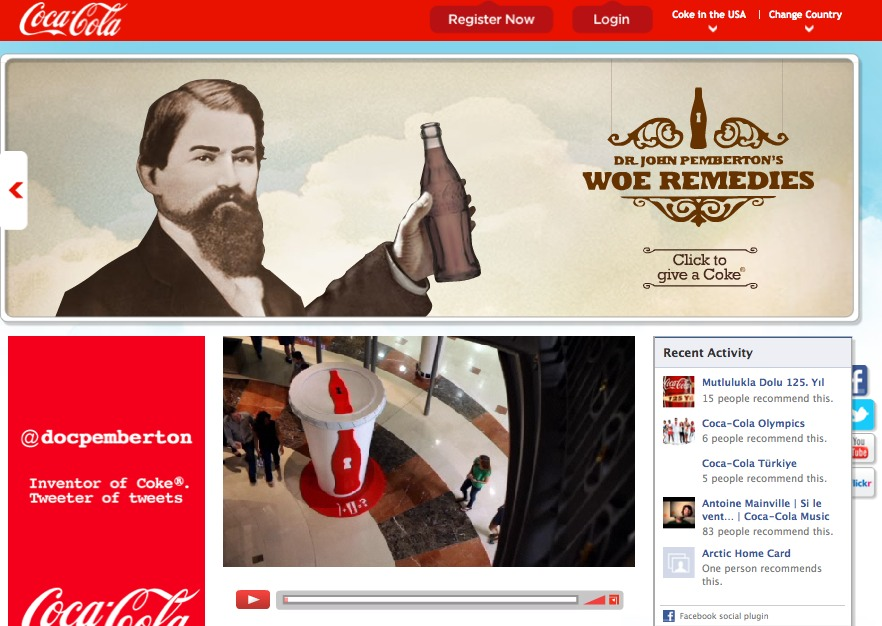 Coca-Cola
Register Now
Login
Coke in the USA | Change Country
DR. JOHN PEMBERTON'S
WOE REMEDIES
Click to
give a Coke®
@docpemberton
Inventor of Coke®.
Tweeter of tweets
Coca-Cola
Recent Activity
Mutlulukla Dolu 125. Yıl
15 people recommend this.
Coca-Cola Olympics
6 people recommend this.
Coca-Cola Türkiye
5 people recommend this.
Antoine Mainville | Si le
vent... | Coca-Cola Music
83 people recommend this.
Arctic Home Card
One person recommends
this.
Facebook social plugin
f
You
Tube
lickr